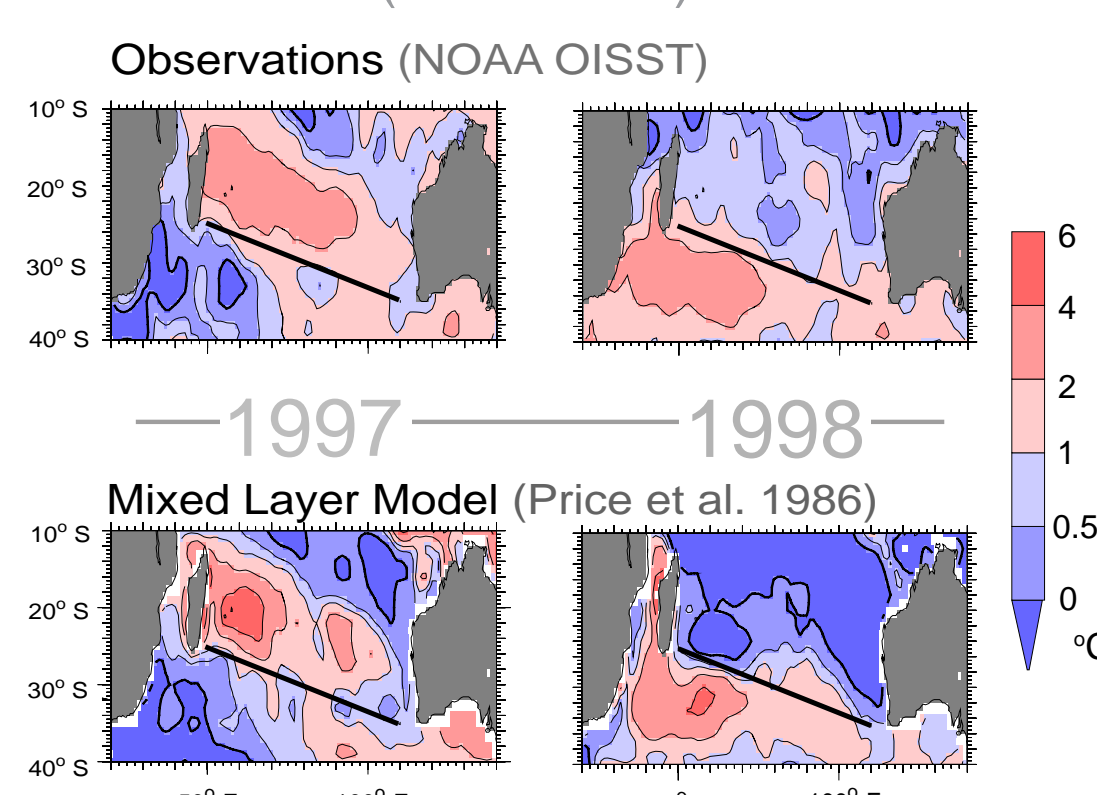 Observations (NOAA OISST)
10° S
20° S
30° S
40° S
6
4
2
1
0.5
0
1997
1998
Mixed Layer Model (Price et al. 1986)
10° S
20° S
30° S
40° S